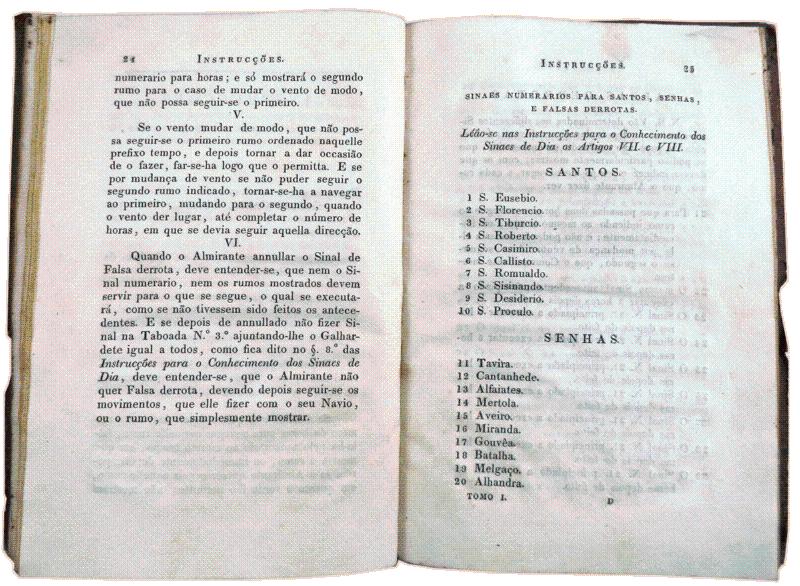 24 INSTRUCÇÕES.
numerario para horas; e só mostrará o segundo
rumo para o caso de mudar o vento de modo,
que não possa seguir-se o primeiro.
V.
Se o vento mudar de modo, que não pos-
sa seguir-se o primeiro rumo ordenado naquelle
prefixo tempo, e depois tornar a dar occasião
de o fazer, far-se-ha logo que o permitta. E se
por mudança de vento se não puder seguir o
segundo rumo indicado, tornar-se-ha a navegar
ao primeiro, mudando para o segundo, quando
o vento der lugar, até completar o número de
horas, em que se devia seguir aquella direcção.
VI.
Quando o Almirante annullar o Sinal de
Falsa derrota, deve entender-se, que nem o Si-
nal numerario, nem os rumos mostrados devem
servir para o que se segue, o qual se executa-
rá, como se não tivessem sido feitos os antece-
dentes. E se depois de annullado não fizer Si-
nal na Taboada N.º 3.º ajuntando-lhe o Galhar-
dete igual a todos, como fica dito no §. 8.º das
Instrucções para o Conhecimento dos Sinaes de
Dia, deve entender-se, que o Almirante não
quer Falsa derrota, devendo depois seguir-se os
movimentos, que elle fizer com o seu Navio,
ou o rumo, que simplesmente mostrar.
INSTRUCÇÕES. 25
SINAES NUMERARIOS PARA SANTOS, SENHAS,
E FALSAS DERROTAS.
Lêão-se nas Instrucções para o Conhecimento dos
Sinaes de Dia os Artigos VII e VIII.
SANTOS.
1 S. Eusebio.
2 S. Florencio.
3 S. Tiburcio.
4 S. Roberto.
5 S. Casimiro.
6 S. Callisto.
7 S. Romualdo.
8 S. Sisinando.
9 S. Desiderio.
10 S. Proculo.
SENHAS.
11 Tavira.
12 Cantanhede.
13 Alfaiates.
14 Mertola.
15 Aveiro.
16 Miranda.
17 Gouvêa.
18 Batalha.
19 Melgaço.
20 Alhandra.
TOMO I. D